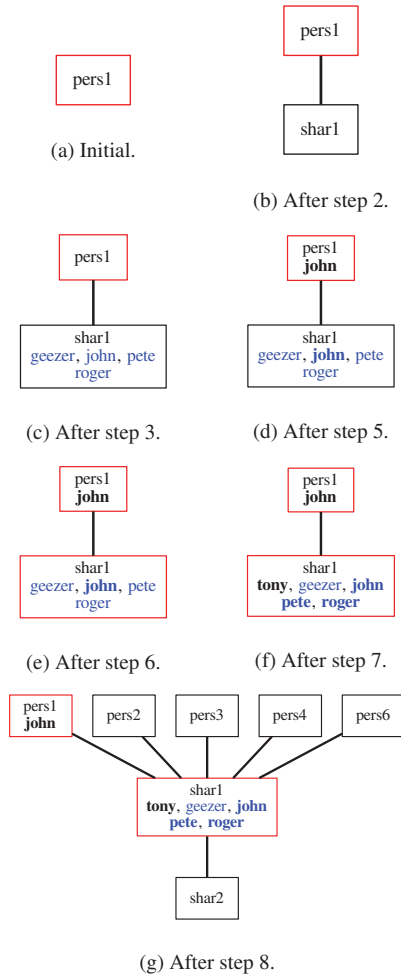 pers1
(a) Initial.
pers1
shar1
(b) After step 2.
pers1
shar1
geezer, john, pete
roger
(c) After step 3.
pers1
john
shar1
geezer, john, pete
roger
(d) After step 5.
pers1
john
shar1
geezer, john, pete
roger
(e) After step 6.
pers1
john
shar1
tony, geezer, john
pete, roger
(f) After step 7.
pers1
john
pers2
pers3
pers4
pers6
shar1
tony, geezer, john
pete, roger
shar2
(g) After step 8.